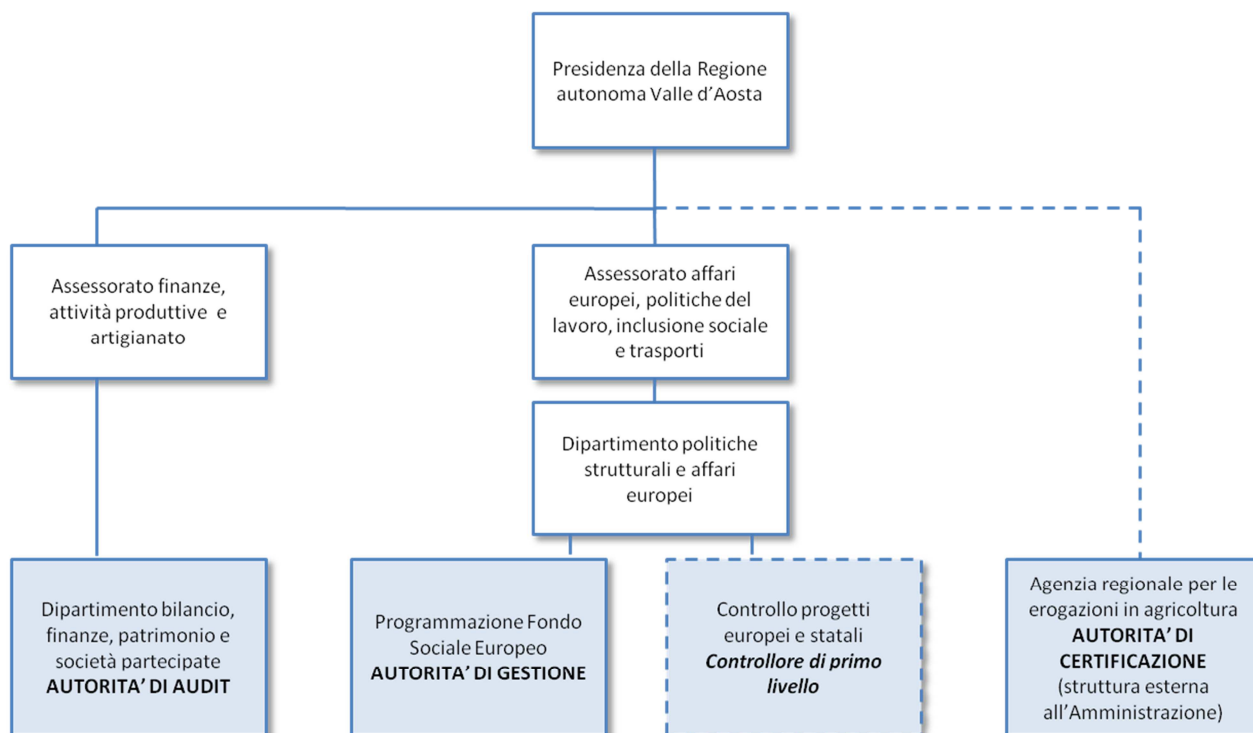 Presidenza della Regione
autonoma Valle d’Aosta
Assessorato finanze,
attività produttive e
artigianato
Assessorato affari
europei, politiche del
lavoro, inclusione sociale
e trasporti
Dipartimento politiche
strutturali e affari
europei
Dipartimento bilancio,
finanze, patrimonio e
società partecipate
AUTORITA’ DI AUDIT
Programmazione Fondo
Sociale Europeo
AUTORITA’ DI GESTIONE
Controllo progetti
europei e statali
Controllore di primo
livello
Agenzia regionale per le
erogazioni in agricoltura
AUTORITA’ DI
CERTIFICAZIONE
(struttura esterna
all’Amministrazione)